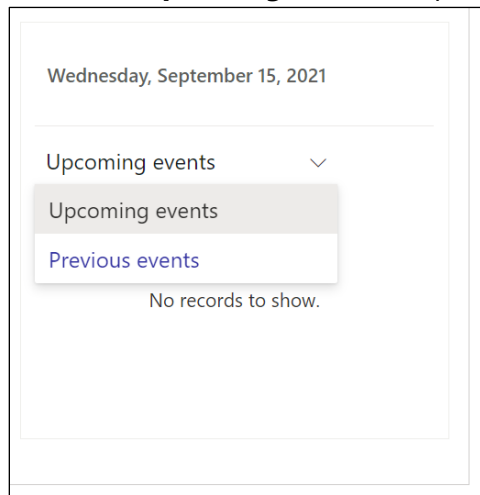 Wednesday, September 15, 2021
Upcoming events
Upcoming events
Previous events
No records to show.